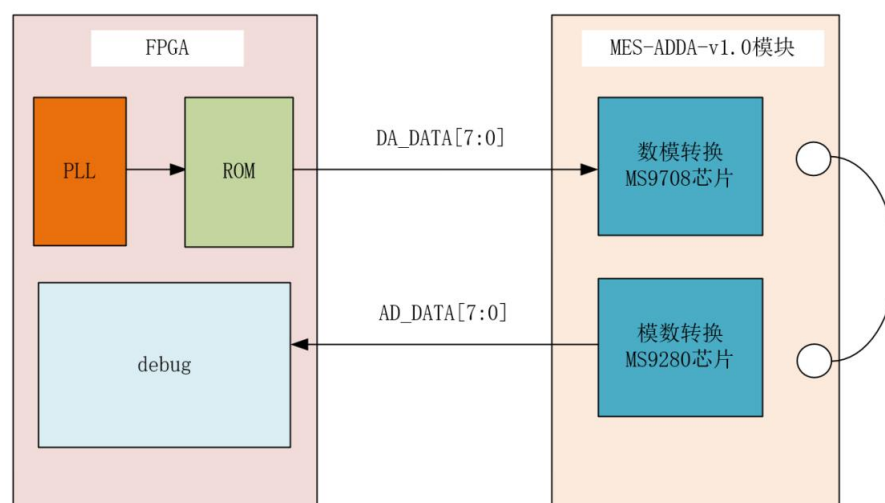 FPGA
MES-ADDA-v1.0模块
PLL
ROM
DA_DATA[7:0]
数模转换
MS9708芯片
debug
AD_DATA[7:0]
模数转换
MS9280芯片